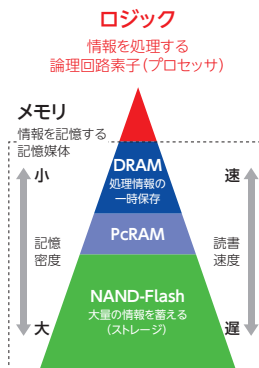 ロジック
情報を処理する
論理回路素子（プロセッサ）
メモリ
情報を記憶する
記憶媒体
小
速
DRAM
処理情報の
一時保存
PcRAM
記憶
密度
読書
速度
NAND-Flash
大量の情報を蓄える
（ストレージ）
大
遅